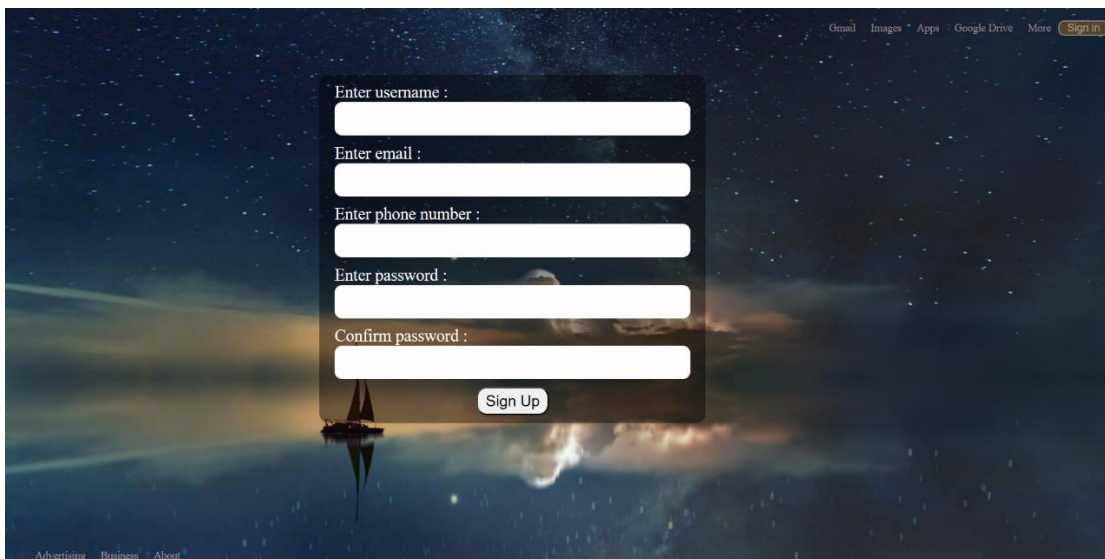 Gmail Images Apps Google Drive More Sign in
Enter username :
Enter email :
Enter phone number :
Enter password :
Confirm password :
Sign Up
Advertising Business About